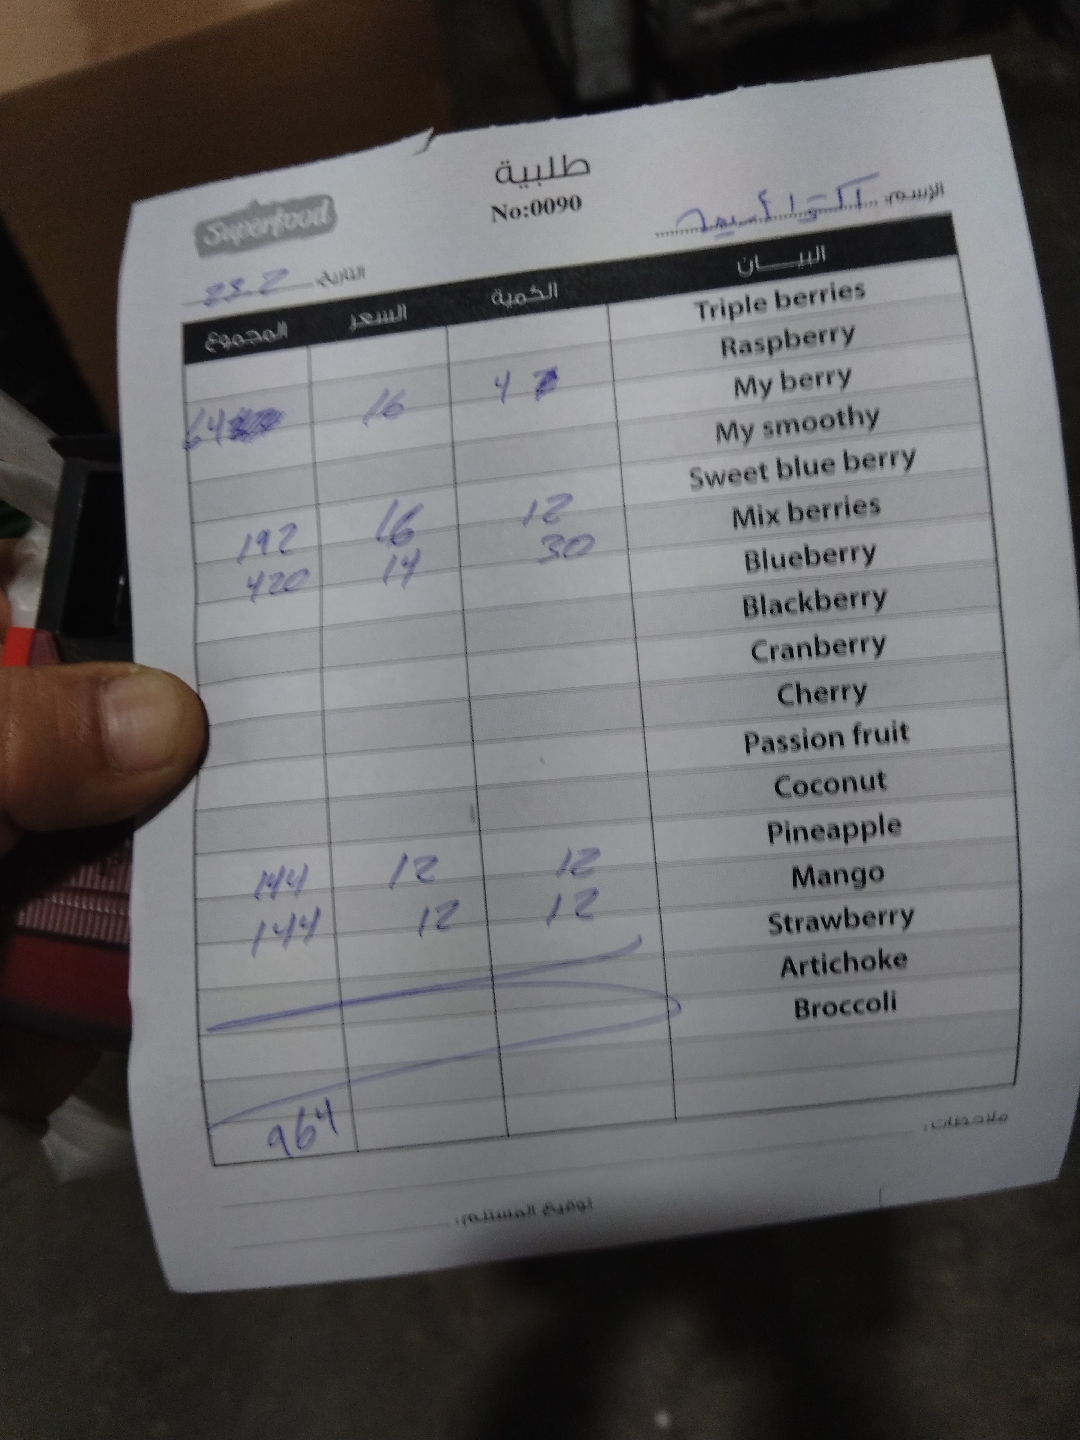 طلبية
Superfood
No:0090
الإسم:
التاريخ: 23.2
البيـــان الكمية السعر المجموع
Triple berries
Raspberry
My berry 4 16 64
My smoothy
Sweet blue berry
Mix berries 12 16 192
Blueberry 30 14 420
Blackberry
Cranberry
Cherry
Passion fruit
Coconut
Pineapple
Mango 12 12 144
Strawberry 12 12 144
Artichoke
Broccoli
964
ملاحظات:
توقيع المستلم: